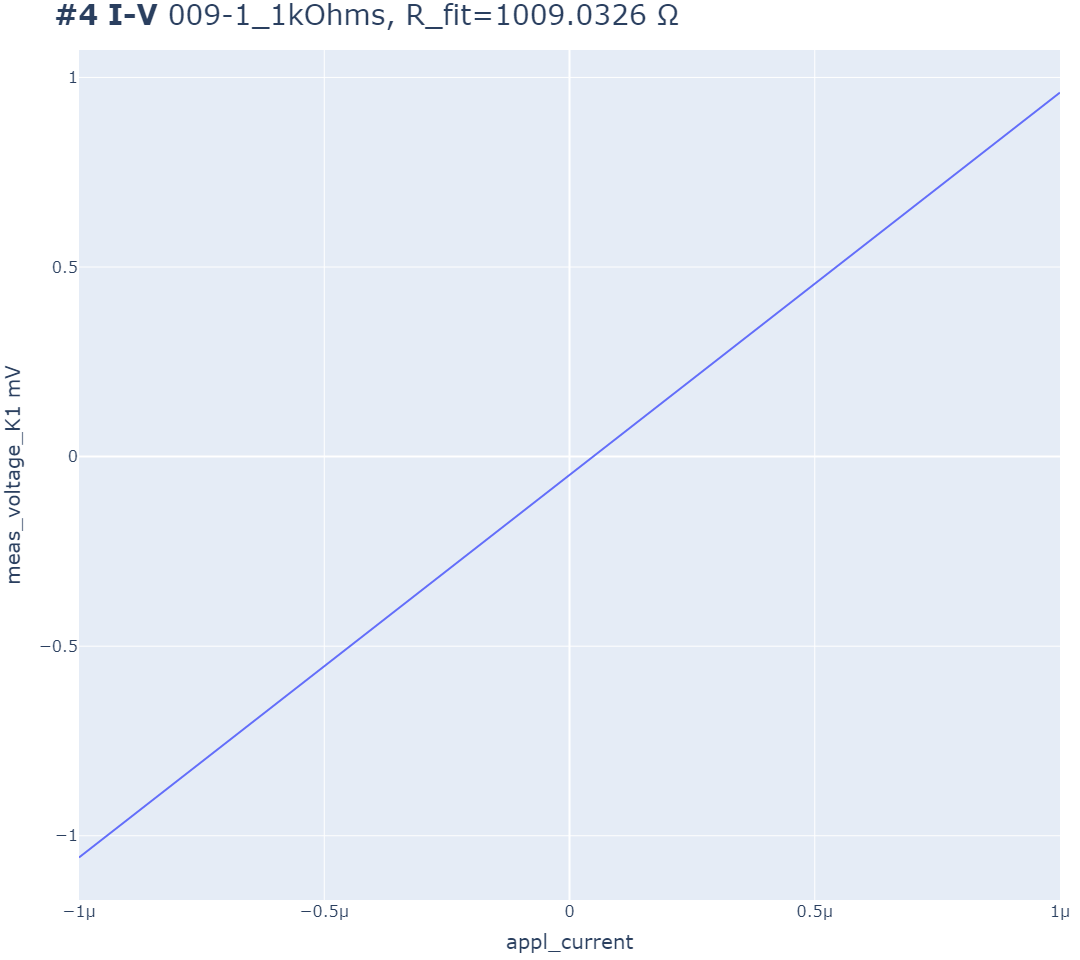 #4 I-V 009-1_1kOhms, R_fit=1009.0326 Ω
meas_voltage_K1 mV
1
0.5
0
−0.5
−1
−1μ
−0.5μ
0
0.5μ
1μ
appl_current